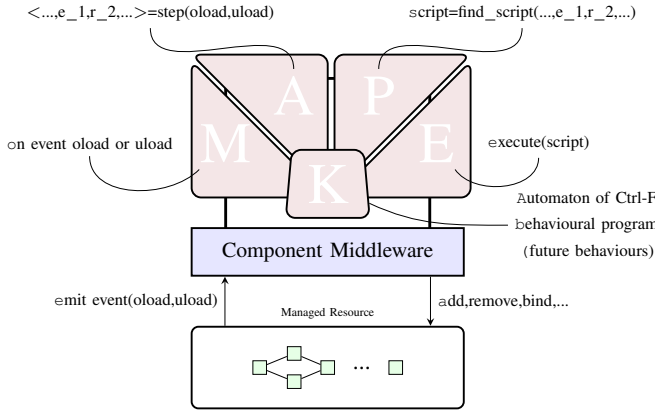 <...,e_1,r_2,...>=step(oload,uload)
script=find_script(...,e_1,r_2,...)
A P
M E
K
on event oload or uload
execute(script)
Automaton of Ctrl-F
behavioural program
(future behaviours)
Component Middleware
emit event(oload,uload)
add,remove,bind,...
Managed Resource
...